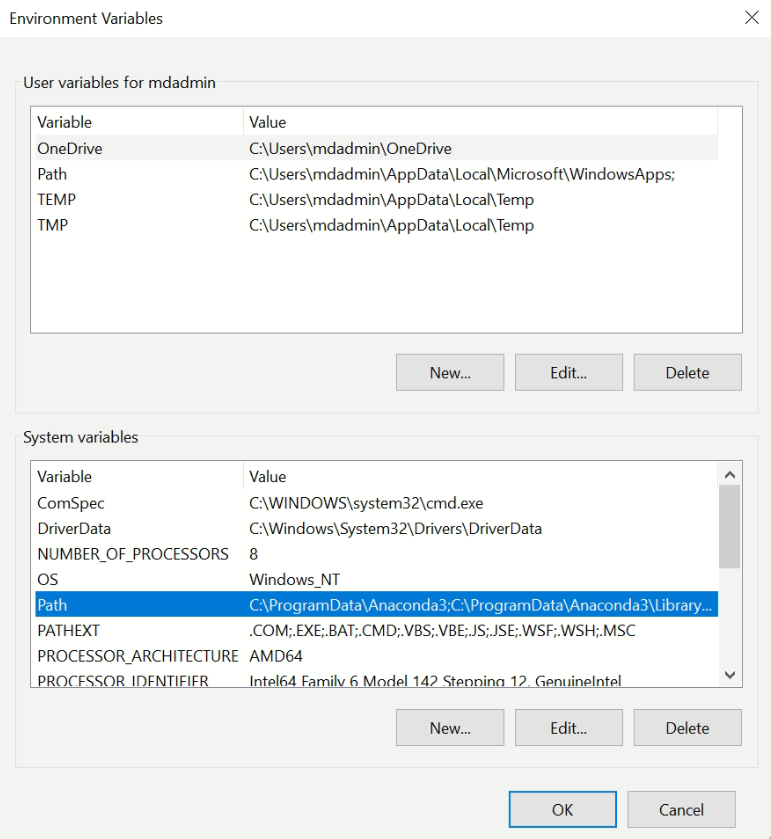 Environment Variables
User variables for mdadmin
Variable Value
OneDrive C:\Users\mdadmin\OneDrive
Path C:\Users\mdadmin\AppData\Local\Microsoft\WindowsApps;
TEMP C:\Users\mdadmin\AppData\Local\Temp
TMP C:\Users\mdadmin\AppData\Local\Temp
New... Edit... Delete
System variables
Variable Value
ComSpec C:\WINDOWS\system32\cmd.exe
DriverData C:\Windows\System32\Drivers\DriverData
NUMBER_OF_PROCESSORS 8
OS Windows_NT
Path C:\ProgramData\Anaconda3;C:\ProgramData\Anaconda3\Library...
PATHEXT .COM;.EXE;.BAT;.CMD;.VBS;.VBE;.JS;.JSE;.WSF;.WSH;.MSC
PROCESSOR_ARCHITECTURE AMD64
PROCESSOR_IDENTIFIER Intel64 Family 6 Model 142 Stepping 12, GenuineIntel
New... Edit... Delete
OK Cancel